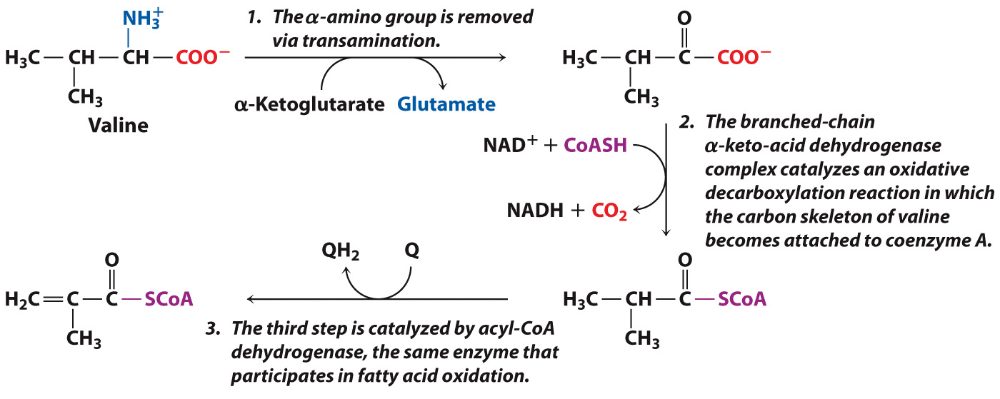 NH3+
H3C—CH—CH—COO−
CH3
Valine
1. The α-amino group is removed
via transamination.
α-Ketoglutarate Glutamate
O
H3C—CH—C—COO−
CH3
NAD+ + CoASH
NADH + CO2
2. The branched-chain
α-keto-acid dehydrogenase
complex catalyzes an oxidative
decarboxylation reaction in which
the carbon skeleton of valine
becomes attached to coenzyme A.
O
H3C—CH—C—SCoA
CH3
QH2 Q
3. The third step is catalyzed by acyl-CoA
dehydrogenase, the same enzyme that
participates in fatty acid oxidation.
O
H2C=C—C—SCoA
CH3